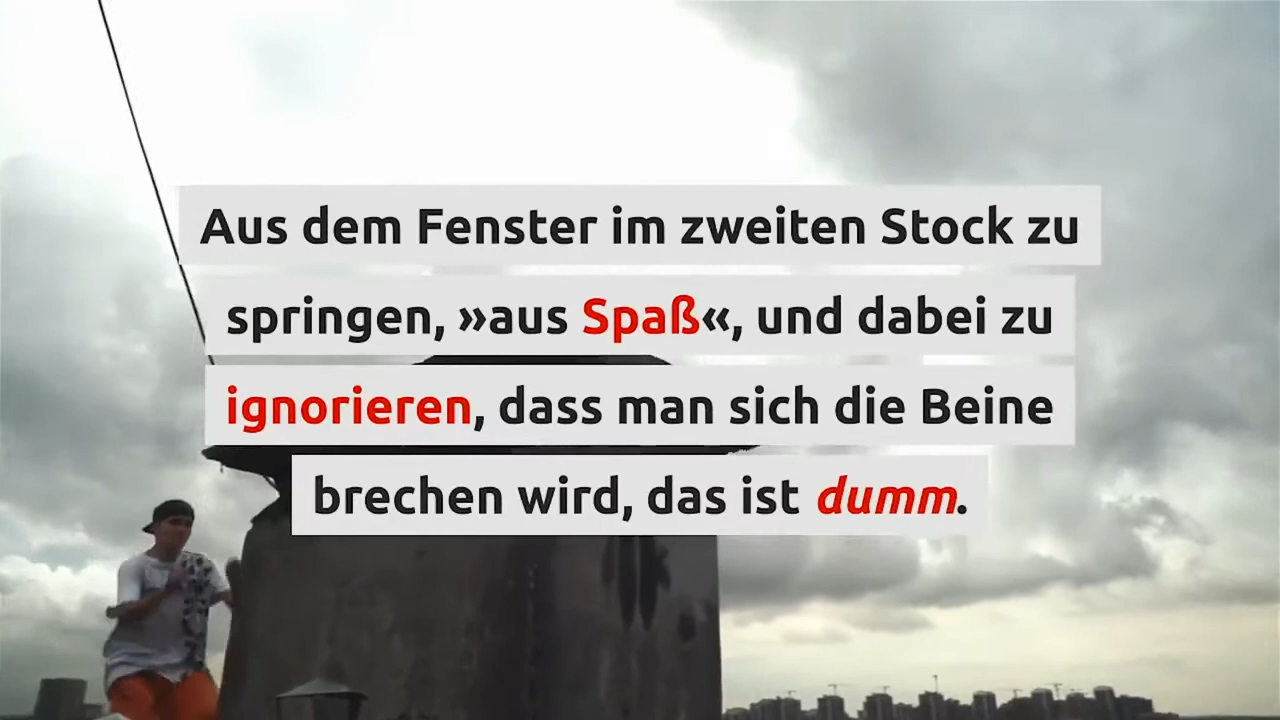 Aus dem Fenster im zweiten Stock zu
springen, »aus Spaß«, und dabei zu
ignorieren, dass man sich die Beine
brechen wird, das ist dumm.